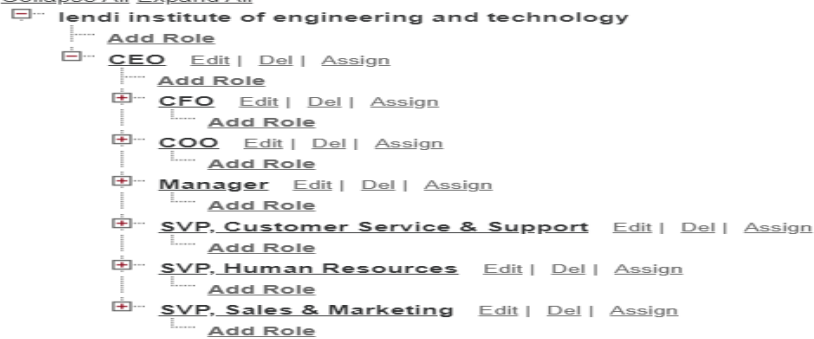 Collapse All Expand All
lendi institute of engineering and technology
Add Role
CEO Edit | Del | Assign
Add Role
CFO Edit | Del | Assign
Add Role
COO Edit | Del | Assign
Add Role
Manager Edit | Del | Assign
Add Role
SVP, Customer Service & Support Edit | Del | Assign
Add Role
SVP, Human Resources Edit | Del | Assign
Add Role
SVP, Sales & Marketing Edit | Del | Assign
Add Role